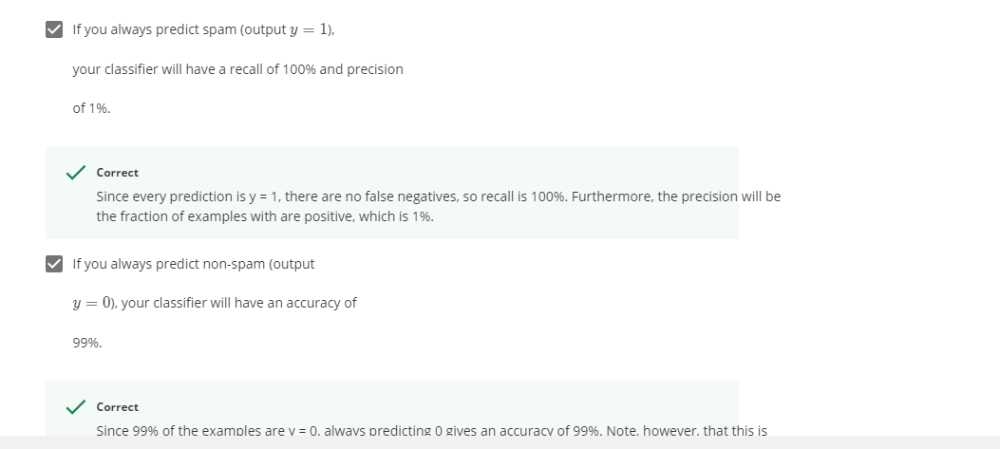 If you always predict spam (output y = 1),
your classifier will have a recall of 100% and precision
of 1%.
Correct
Since every prediction is y = 1, there are no false negatives, so recall is 100%. Furthermore, the precision will be
the fraction of examples with are positive, which is 1%.
If you always predict non-spam (output
y = 0), your classifier will have an accuracy of
99%.
Correct
Since 99% of the examples are y = 0, always predicting 0 gives an accuracy of 99%. Note, however, that this is